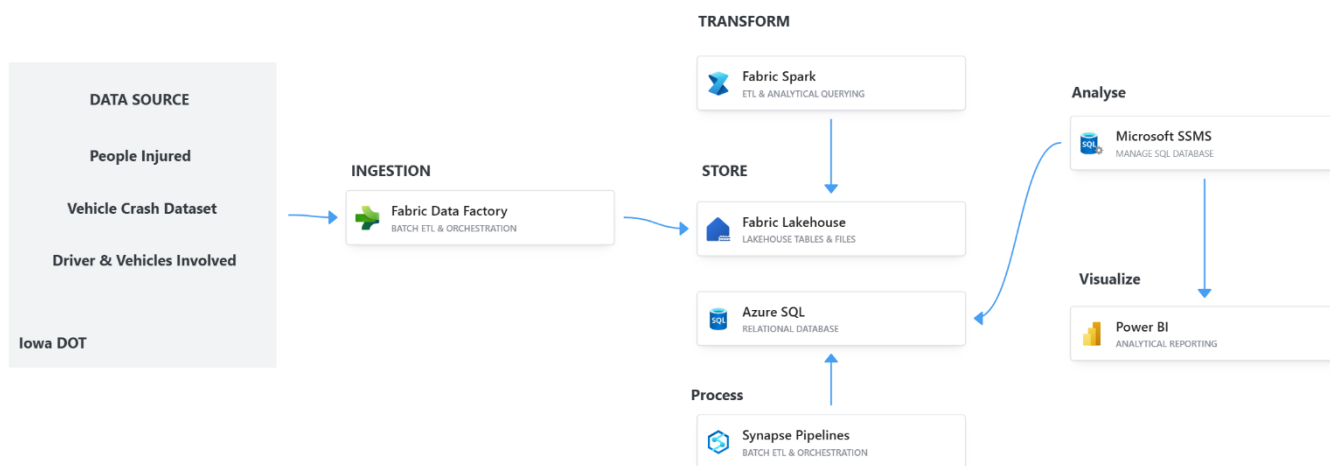 DATA SOURCE
People Injured
Vehicle Crash Dataset
Driver & Vehicles Involved
Iowa DOT
INGESTION
Fabric Data Factory
BATCH ETL & ORCHESTRATION
TRANSFORM
Fabric Spark
ETL & ANALYTICAL QUERYING
STORE
Fabric Lakehouse
LAKEHOUSE TABLES & FILES
SQL
Azure SQL
RELATIONAL DATABASE
Process
Synapse Pipelines
BATCH ETL & ORCHESTRATION
Analyse
SQL
Microsoft SSMS
MANAGE SQL DATABASE
Visualize
Power BI
ANALYTICAL REPORTING